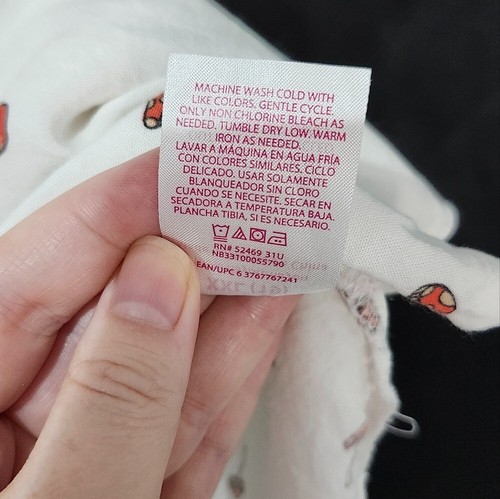 MACHINE WASH COLD WITH
LIKE COLORS. GENTLE CYCLE.
ONLY NON CHLORINE BLEACH AS
NEEDED. TUMBLE DRY LOW. WARM
IRON AS NEEDED.
LAVAR A MÁQUINA EN AGUA FRÍA
CON COLORES SIMILARES. CICLO
DELICADO. USAR SOLAMENTE
BLANQUEADOR SIN CLORO
CUANDO SE NECESITE. SECAR EN
SECADORA A TEMPERATURA BAJA.
PLANCHA TIBIA, SI ES NECESARIO.
RN# 52469 31U
NB33T00055790
EAN/UPC 6 3767767241